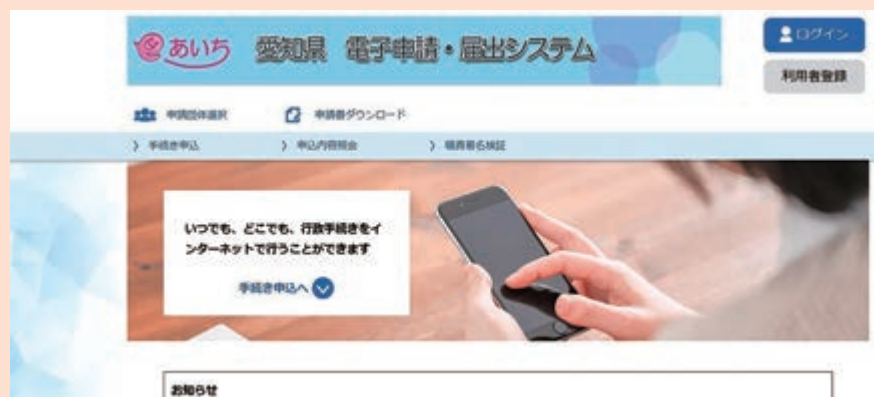 あいち 愛知県 電子申請・届出システム
ログイン
利用者登録
申請団体選択 申請書ダウンロード
手続き申込 申込内容照会 職責署名検証
いつでも、どこでも、行政手続きをイ
ンターネットで行うことができます
手続き申込へ
お知らせ